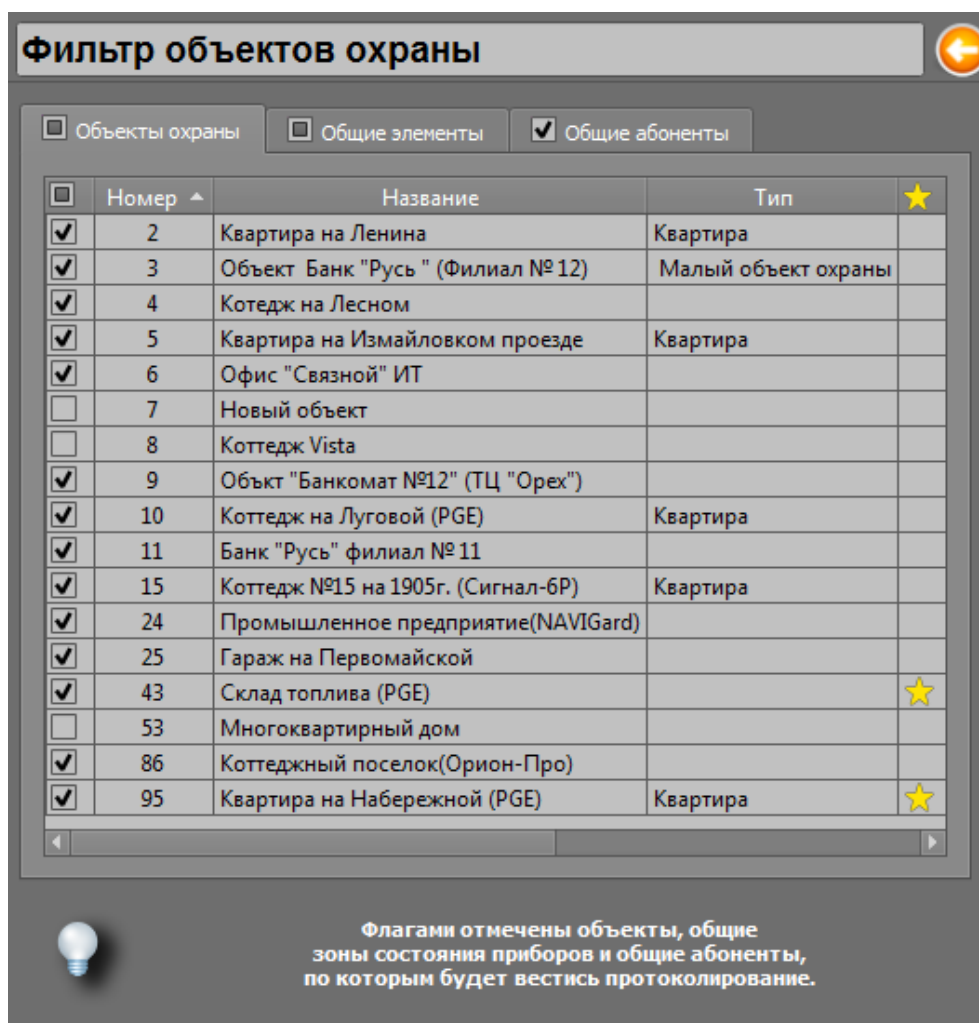 Фильтр объектов охраны
Объекты охраны Общие элементы Общие абоненты
Номер Название Тип
2 Квартира на Ленина Квартира
3 Объект Банк "Русь " (Филиал № 12) Малый объект охраны
4 Котедж на Лесном
5 Квартира на Измайловком проезде Квартира
6 Офис "Связной" ИТ
7 Новый объект
8 Коттедж Vista
9 Объкт "Банкомат №12" (ТЦ "Орех")
10 Коттедж на Луговой (PGE) Квартира
11 Банк "Русь" филиал № 11
15 Коттедж №15 на 1905г. (Сигнал-6Р) Квартира
24 Промышленное предприятие(NAVIGard)
25 Гараж на Первомайской
43 Склад топлива (PGE)
53 Многоквартирный дом
86 Коттеджный поселок(Орион-Про)
95 Квартира на Набережной (PGE) Квартира
Флагами отмечены объекты, общие
зоны состояния приборов и общие абоненты,
по которым будет вестись протоколирование.